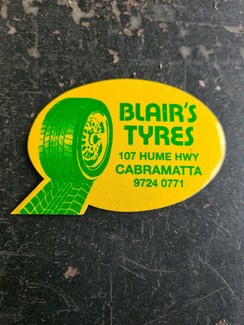 BLAIR'S
TYRES
107 HUME HWY
CABRAMATTA
9724 0771